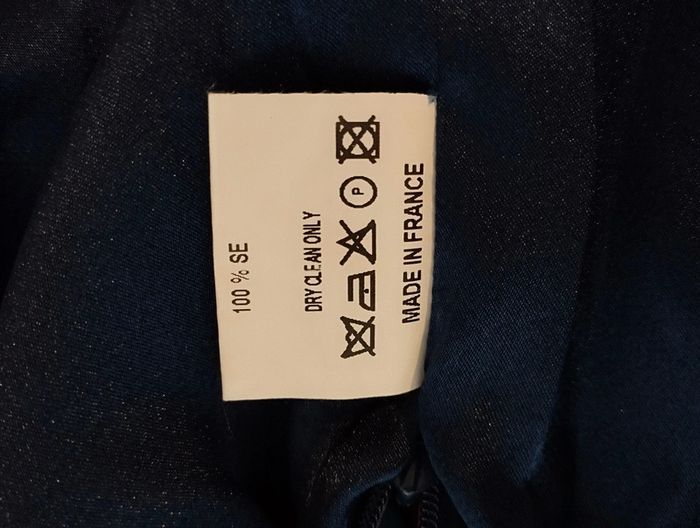 100 % SE
DRY CLEAN ONLY
P
MADE IN FRANCE